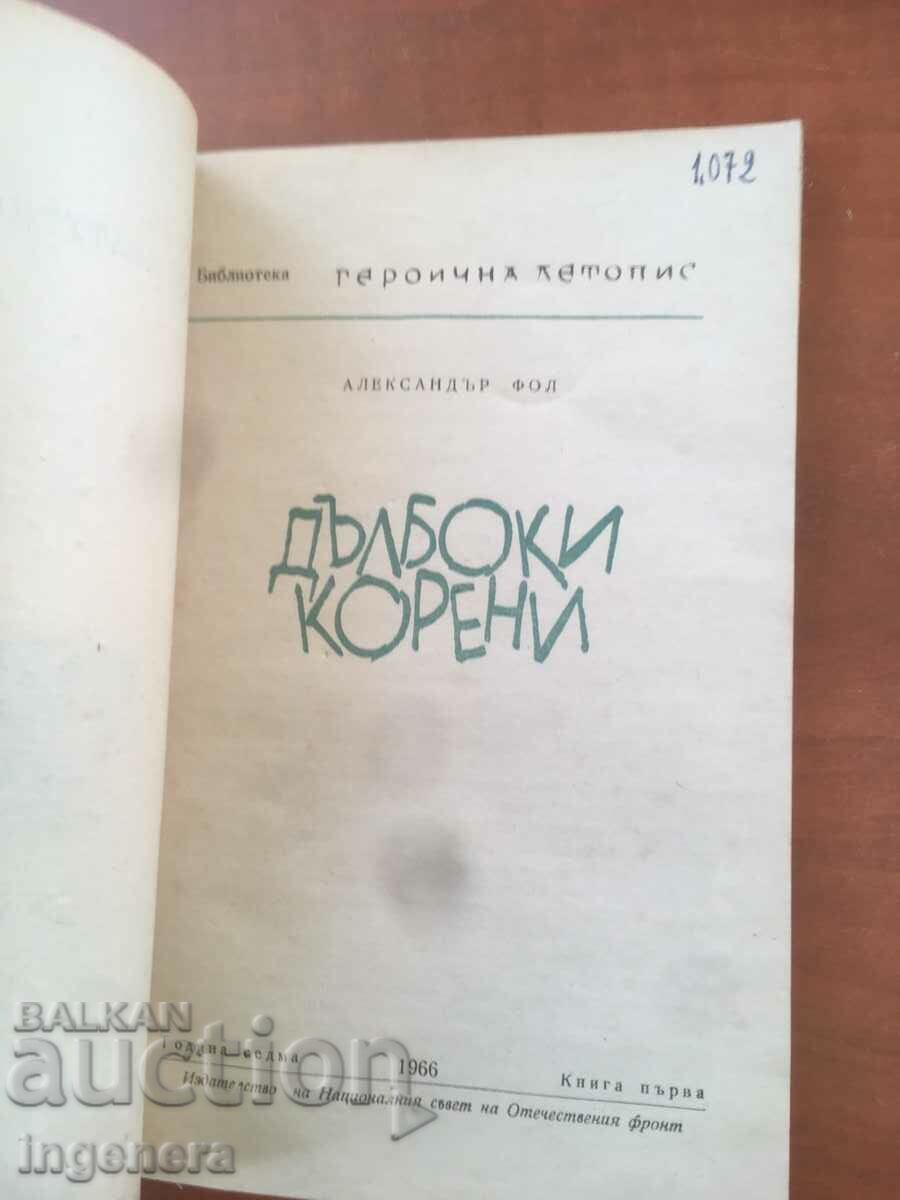 1,072
Библиотека ГЕРОИЧНА ЛЕТОПИС
АЛЕКСАНДЪР ФОЛ
ДЪЛБОКИ
КОРЕНИ
Година седма 1966 Книга първа
Издателство на Националния съвет на Отечествения фронт
BALKAN
auction
ingenera